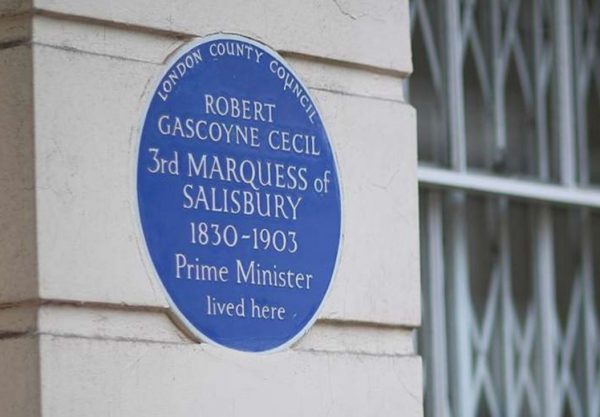 LONDON COUNTY COUNCIL
ROBERT
GASCOYNE CECIL
3rd MARQUESS of
SALISBURY
1830-1903
Prime Minister
lived here